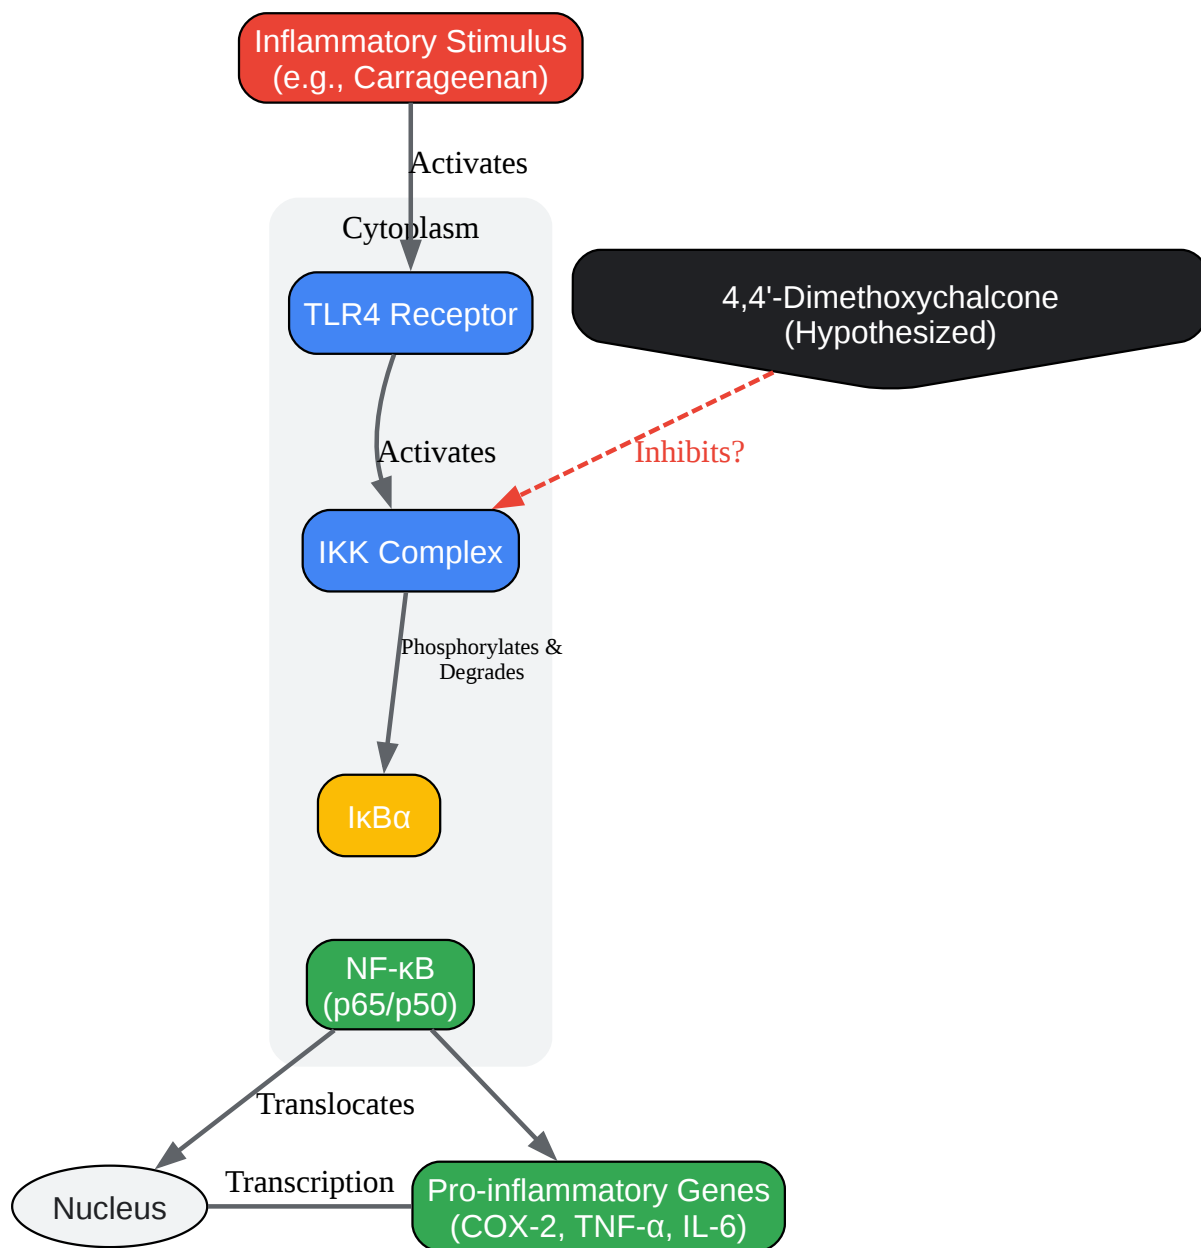 Inflammatory Stimulus
(e.g., Carrageenan)
Activates
Cytoplasm
TLR4 Receptor
4,4'-Dimethoxychalcone
(Hypothesized)
Activates
Inhibits?
IKK Complex
Phosphorylates &
Degrades
IκBα
NF-κB
(p65/p50)
Translocates
Transcription
Nucleus
Pro-inflammatory Genes
(COX-2, TNF-α, IL-6)